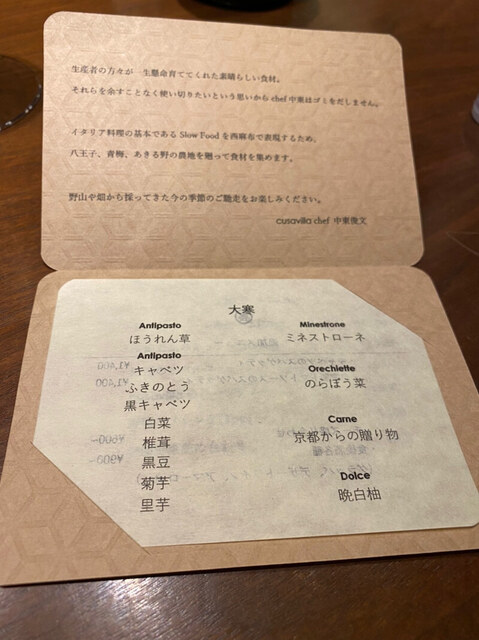 生産者の方々が一生懸命育ててくれた素晴らしい食材。
それらを余すことなく使い切りたいという思いから chef 中東はゴミをだしません。
イタリア料理の基本である Slow Food を西麻布で表現するため、
八王子、青梅、あきる野の農地を廻って食材を集めます。
野山や畑から採ってきた今の季節のご馳走をお楽しみください。
cusavilla chef 中東俊文
大寒
Antipasto
ほうれん草
Antipasto
キャベツ
ふきのとう
黒キャベツ
白菜
椎茸
黒豆
菊芋
里芋
Minestrone
ミネストローネ
Orechiette
のらぼう菜
Carne
京都からの贈り物
Dolce
晩白柚